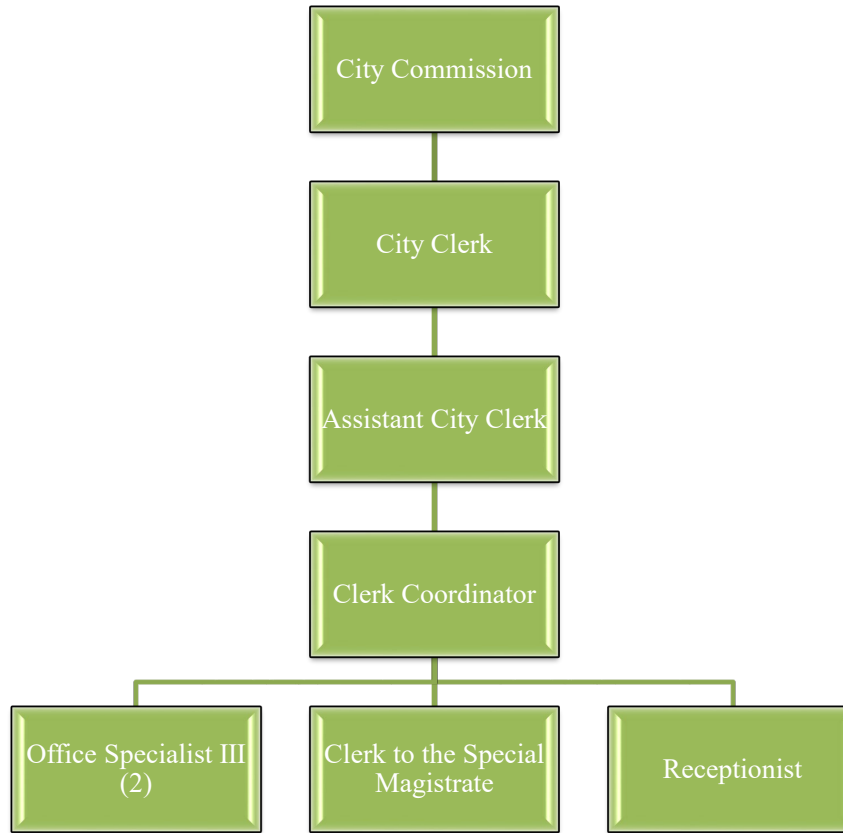 City Commission
City Clerk
Assistant City Clerk
Clerk Coordinator
Office Specialist III
(2)
Clerk to the Special
Magistrate
Receptionist